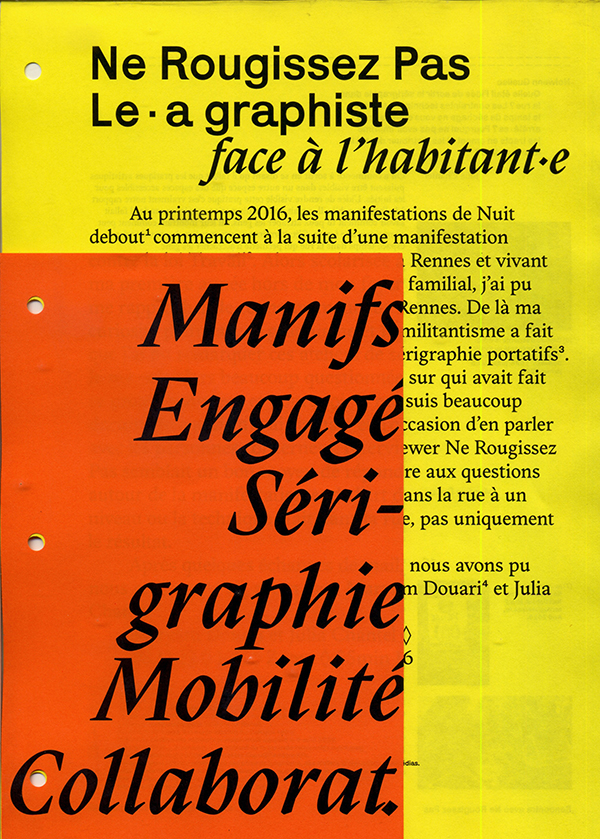 Ne Rougissez Pas
Le·a graphiste
face à l’habitant·e
Au printemps 2016, les manifestations de Nuit
debout¹ commencent à la suite d’une manifestation
Rennes et vivant
familial, j’ai pu
Rennes. De là ma
militantisme a fait
érigraphie portatifs³.
sur qui avait fait
suis beaucoup
ccasion d’en parler
ewer Ne Rougissez
re aux questions
ans la rue à un
e, pas uniquement
nous avons pu
m Douari⁴ et Julia
6
Manifs
Engagé
Séri-
graphie
Mobilité
Collaborat.